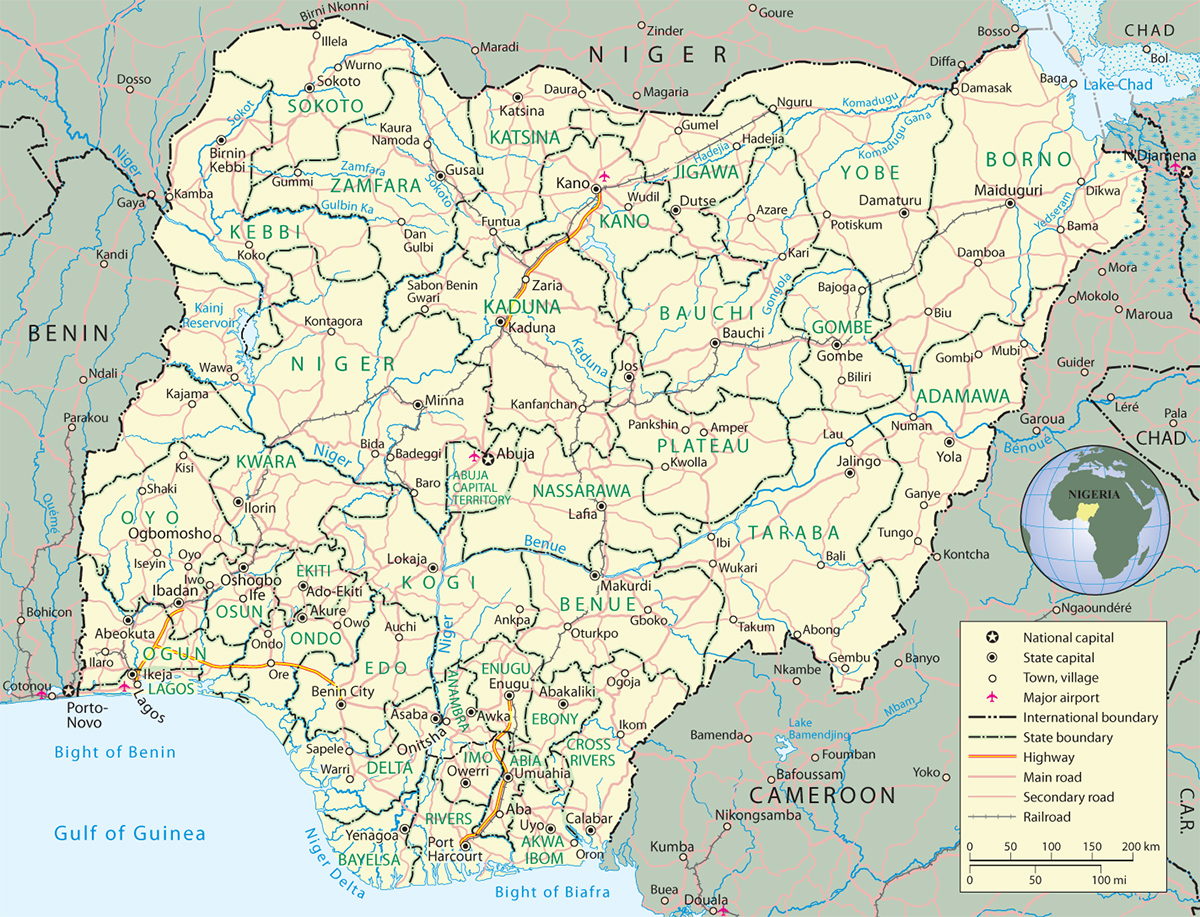 Birni Nkonni
Goure
Zinder
Bosso
CHAD
Illela
Maradi
NIGER
Bol
Diffa
Wurno
Dosso
Sokoto
Daura
Magaria
Damasak
Baga
Lake Chad
SOKOTO
Katsina
Nguru
Komadugu
Sokot
KATSINA
Gumel
Komadugu Gana
Kaura
Namoda
Hadejia
Hadejia
Niger
Birnin
Kebbi
Zamfara
Gusau
JIGAWA
YOBE
BORNO
N'Djamena
Gummi
ZAMFARA
Sokoto
Kano
Maiduguri
Dikwa
Kamba
Gaya
Gulbin Ka
Wudil
Dutse
Azare
Damaturu
Yedseram
Funtua
KANO
Potiskum
Bama
KEBBI
Dan
Gulbi
Koko
Kandi
Kari
Damboa
Mora
Sabon Benin
Gwari
Zaria
Gongola
Bajoga
Mokolo
Kainj
Reservoir
KADUNA
BAUCHI
Biu
Maroua
Kontagora
Kaduna
Bauchi
GOMBE
BENIN
Gombe
Gombi
Mubi
NIGER
Kaduna
Jos
Guider
Wawa
Biliri
Ndali
Kajama
Minna
Kanfanchan
ADAMAWA
Léré
Parakou
Pankshin
Amper
Numan
Garoua
Pala
CHAD
Bida
Badeggi
Abuja
PLATEAU
Lau
Bénoué
Yola
Niger
KWARA
Kisi
Kwolla
Jalingo
ABUJA
CAPITAL
TERRITORY
Baro
NASSARAWA
Shaki
Ganye
NIGERIA
Ilorin
Lafia
OYO
Ouémé
Ogbomosho
Tungo
TARABA
Benue
Ibi
Iseyin
Oyo
Lokaja
Bali
Kontcha
EKITI
Wukari
Iwo
Oshogbo
KOGI
Makurdi
Ibadan
Ife
Ado-Ekiti
BENUE
Ngaoundéré
OSUN
Akure
Gboko
Bohicon
Ankpa
Abeokuta
Owo
Auchi
Niger
Oturkpo
Takum
Abong
ONDO
Ondo
OGUN
Ilaro
EDO
ENUGU
Gembu
Banyo
Ore
Ikeja
LAGOS
Lagos
Cotonou
Porto-
Novo
ANAMBRA
Enugu
Ogoja
Nkambe
Benin City
Abakaliki
Mbam
Asaba
Awka
EBONY
Onitsha
Ikom
Bamenda
Lake
Bamendjing
Bight of Benin
Sapele
CROSS
RIVERS
IMO
ABIA
Foumban
Warri
DELTA
Owerri
Umuahia
Bafoussam
Yoko
CAMEROON
Gulf of Guinea
RIVERS
Aba
Nikongsamba
C.A.R.
Uyo
Calabar
Yenagoa
Port
Harcourt
AKWA
IBOM
Oron
Kumba
BAYELSA
Niger Delta
Bight of Biafra
Buea
Douala
National capital
State capital
Town, village
Major airport
International boundary
State boundary
Highway
Main road
Secondary road
Railroad
0 50 100 150 200 km
0 50 100 mi